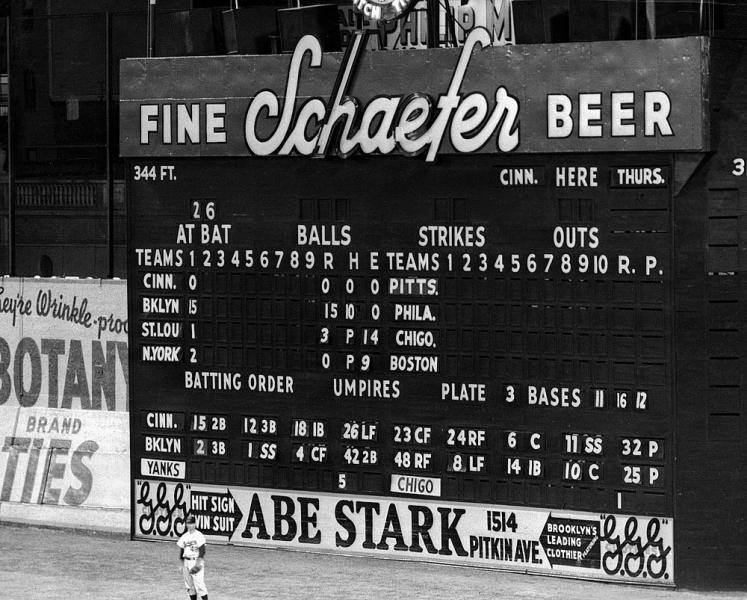 FINE Schaefer BEER
344 FT. CINN. HERE THURS.
3
26
AT BAT BALLS STRIKES OUTS
TEAMS 1 2 3 4 5 6 7 8 9 R H E TEAMS 1 2 3 4 5 6 7 8 9 10 R. P.
CINN. 0 0 0 0 PITTS.
BKLYN 15 15 10 0 PHILA.
ST.LOU 1 3 P 14 CHIGO.
N.YORK 2 0 P 9 BOSTON
BATTING ORDER UMPIRES PLATE 3 BASES 11 16 12
CINN. 15 2B 12 3B 18 1B 26 LF 23 CF 24 RF 6 C 11 SS 32 P
BKLYN 2 3B 1 SS 4 CF 42 2B 48 RF 8 LF 14 1B 10 C 25 P
YANKS 5 CHIGO 1
HIT SIGN WIN SUIT ABE STARK 1514 PITKIN AVE. BROOKLYN'S LEADING CLOTHIER
They're Wrinkle-proof
BOTANY
BRAND
TIES